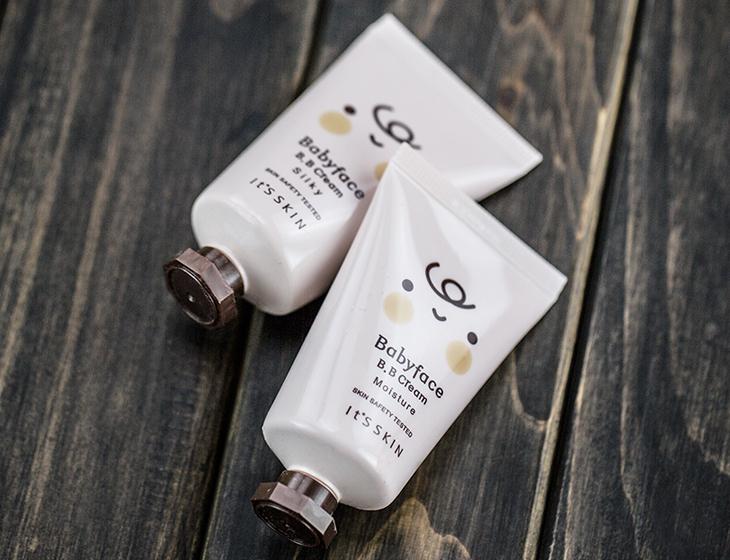 Babyface
B.B Cream
Silky
SKIN SAFETY TESTED
It'S SKIN
Babyface
B.B Cream
Moisture
SKIN SAFETY TESTED
It'S SKIN